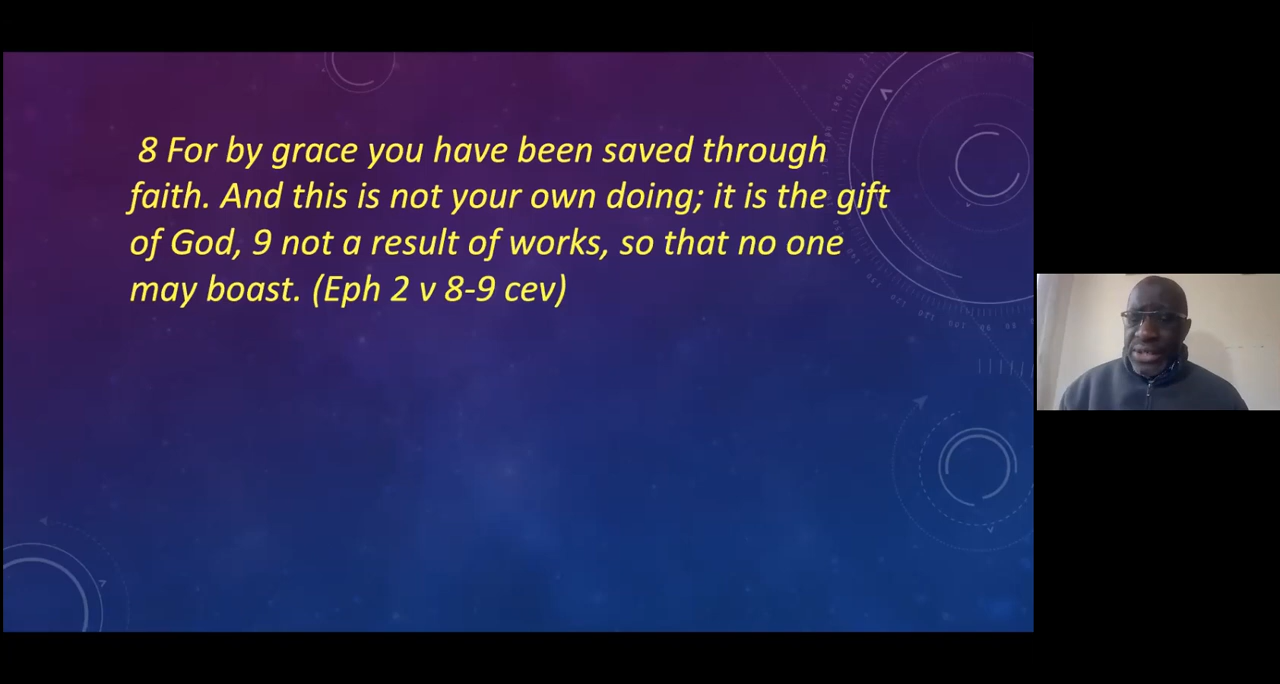 8 For by grace you have been saved through
faith. And this is not your own doing; it is the gift
of God, 9 not a result of works, so that no one
may boast. (Eph 2 v 8-9 cev)